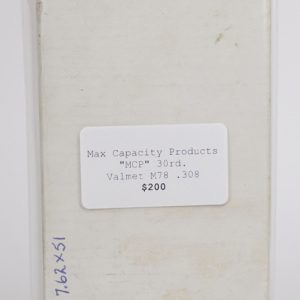 Max Capacity Products
"MCP" 30rd.
Valmet M78 .308
$200
7.62x51